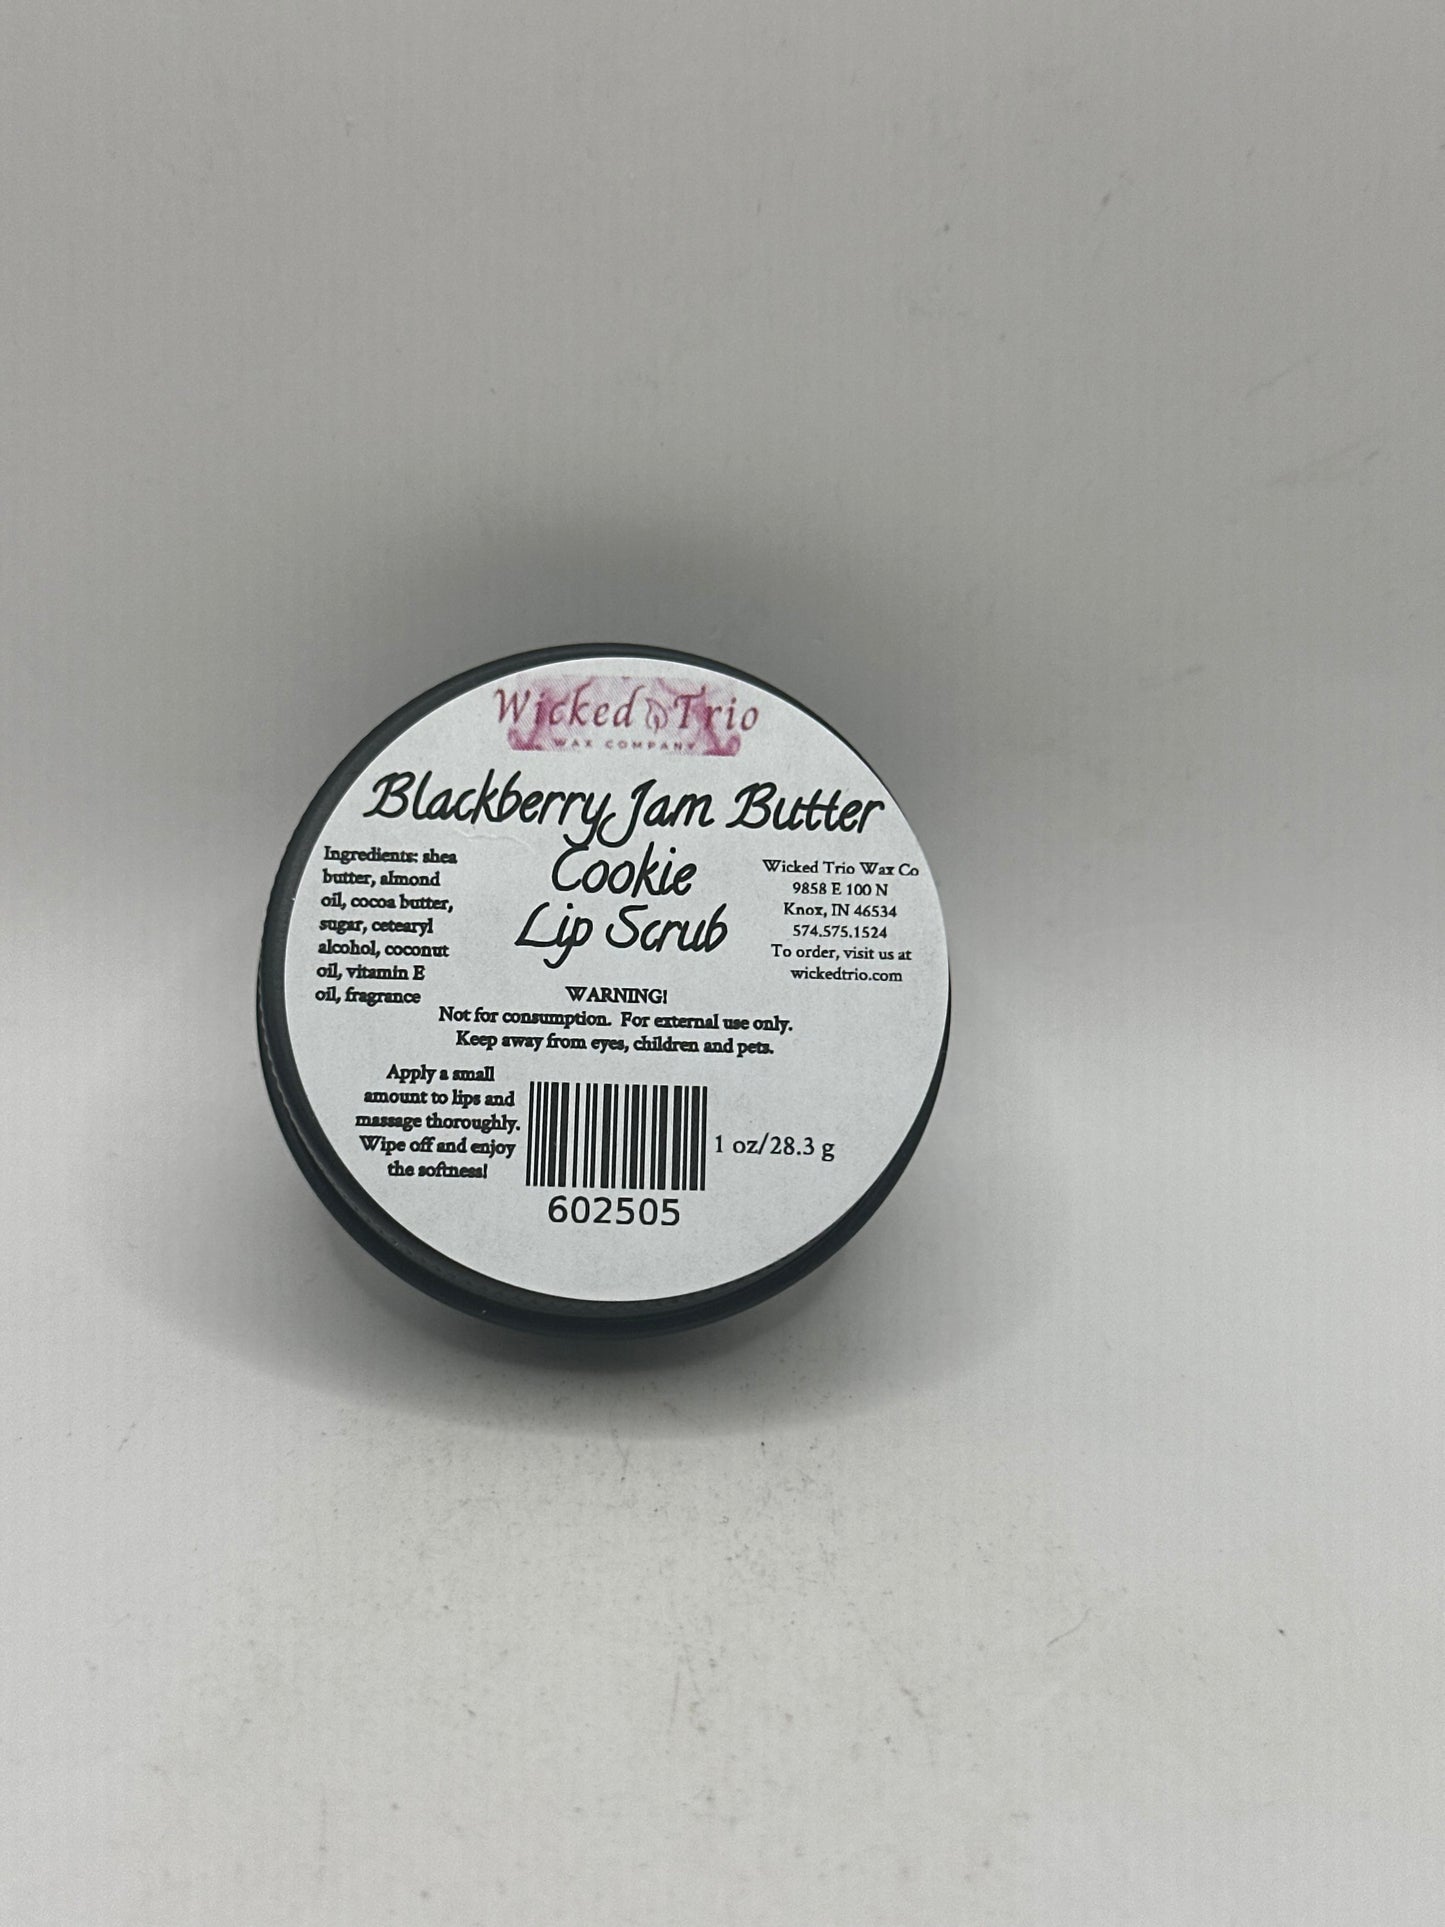 Wicked Trio
WAX COMPANY
Blackberry Jam Butter
Cookie
Lip Scrub
Ingredients: shea
butter, almond
oil, cocoa butter,
sugar, cetearyl
alcohol, coconut
oil, vitamin E
oil, fragrance
Wicked Trio Wax Co
9858 E 100 N
Knox, IN 46534
574.575.1524
To order, visit us at
wickedtrio.com
WARNING!
Not for consumption. For external use only.
Keep away from eyes, children and pets.
Apply a small
amount to lips and
massage thoroughly.
Wipe off and enjoy
the softness!
602505
1 oz/28.3 g